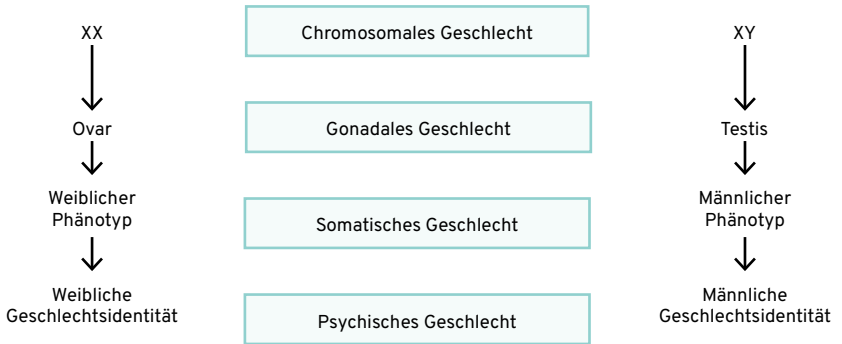 XX
Chromosomales Geschlecht
XY
Ovar
Gonadales Geschlecht
Testis
Weiblicher
Phänotyp
Somatisches Geschlecht
Männlicher
Phänotyp
Weibliche
Geschlechtsidentität
Psychisches Geschlecht
Männliche
Geschlechtsidentität